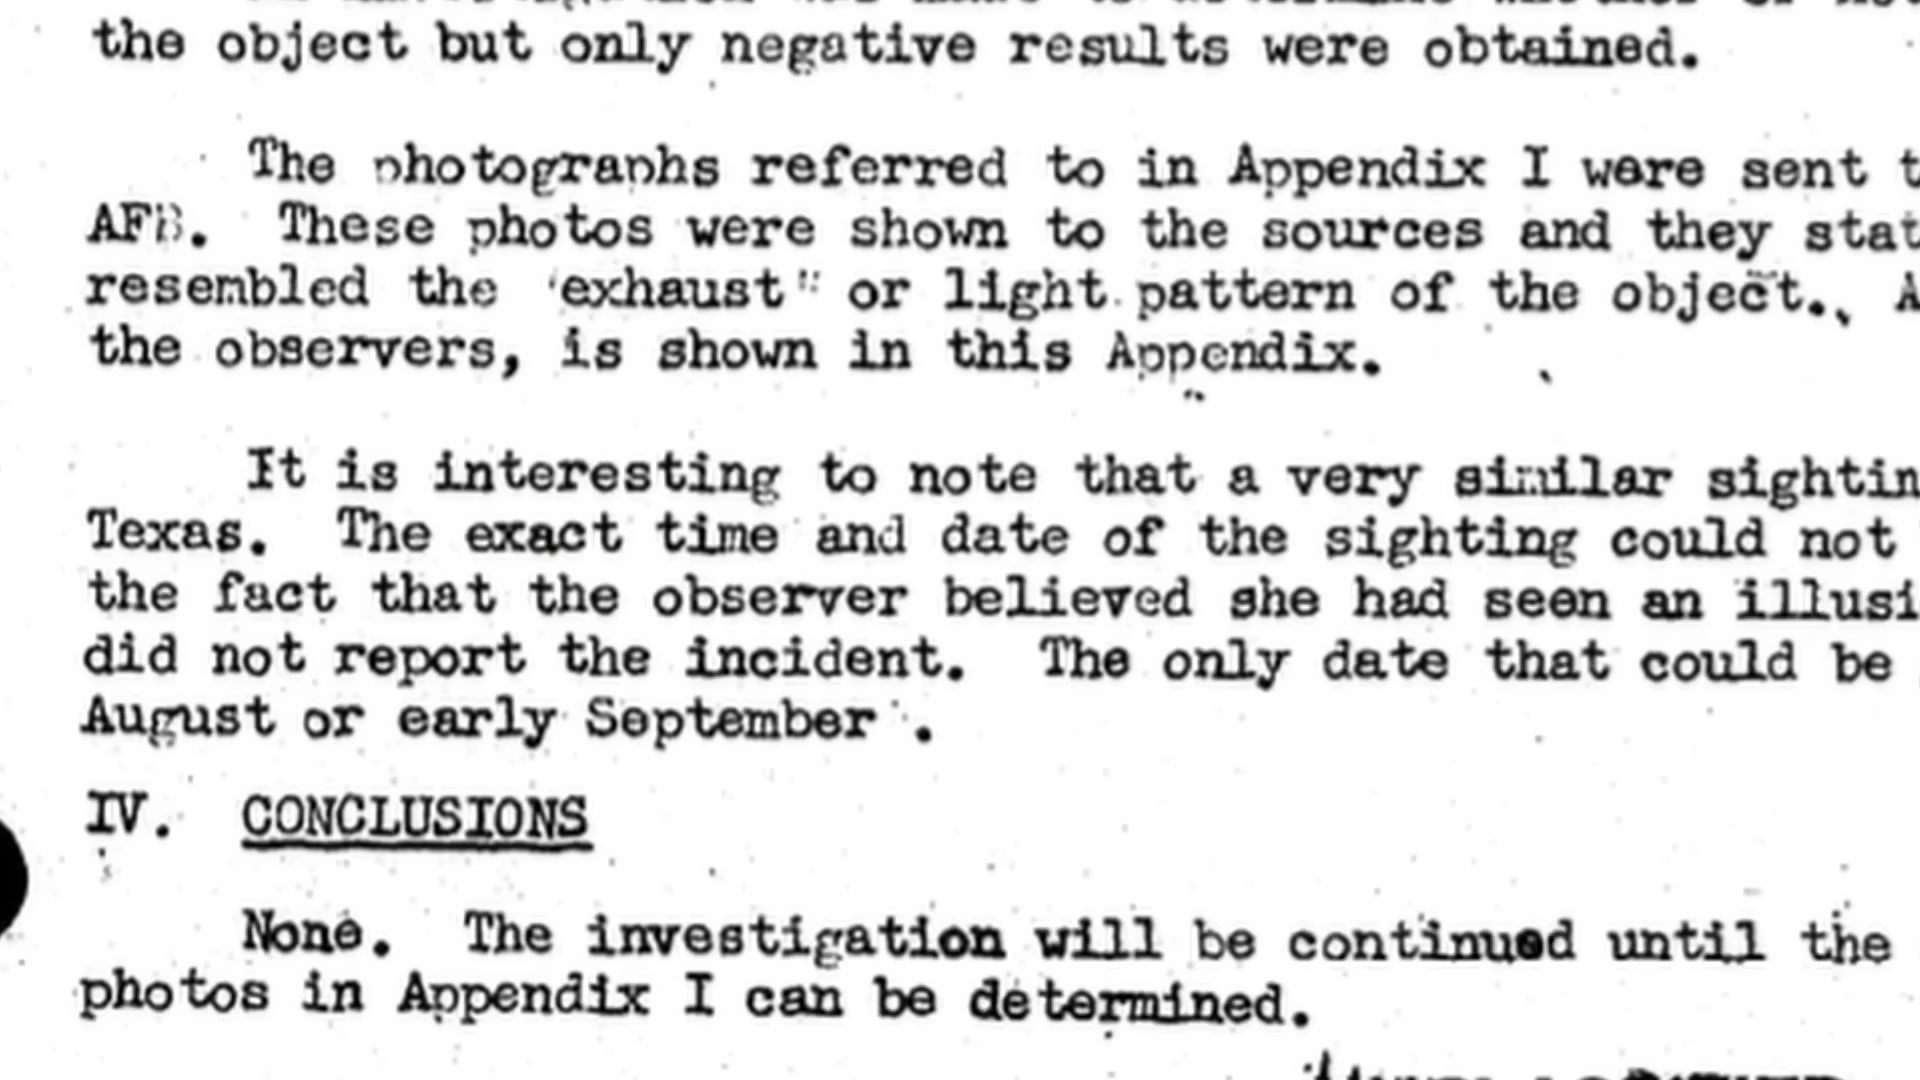 the object but only negative results were obtained.
The photographs referred to in Appendix I were sent t
AFB. These photos were shown to the sources and they stat
resembled the "exhaust" or light pattern of the object. A
the observers, is shown in this Appendix.
It is interesting to note that a very similar sightin
Texas. The exact time and date of the sighting could not
the fact that the observer believed she had seen an illusi
did not report the incident. The only date that could be
August or early September .
IV. CONCLUSIONS
None. The investigation will be continued until the
photos in Appendix I can be determined.